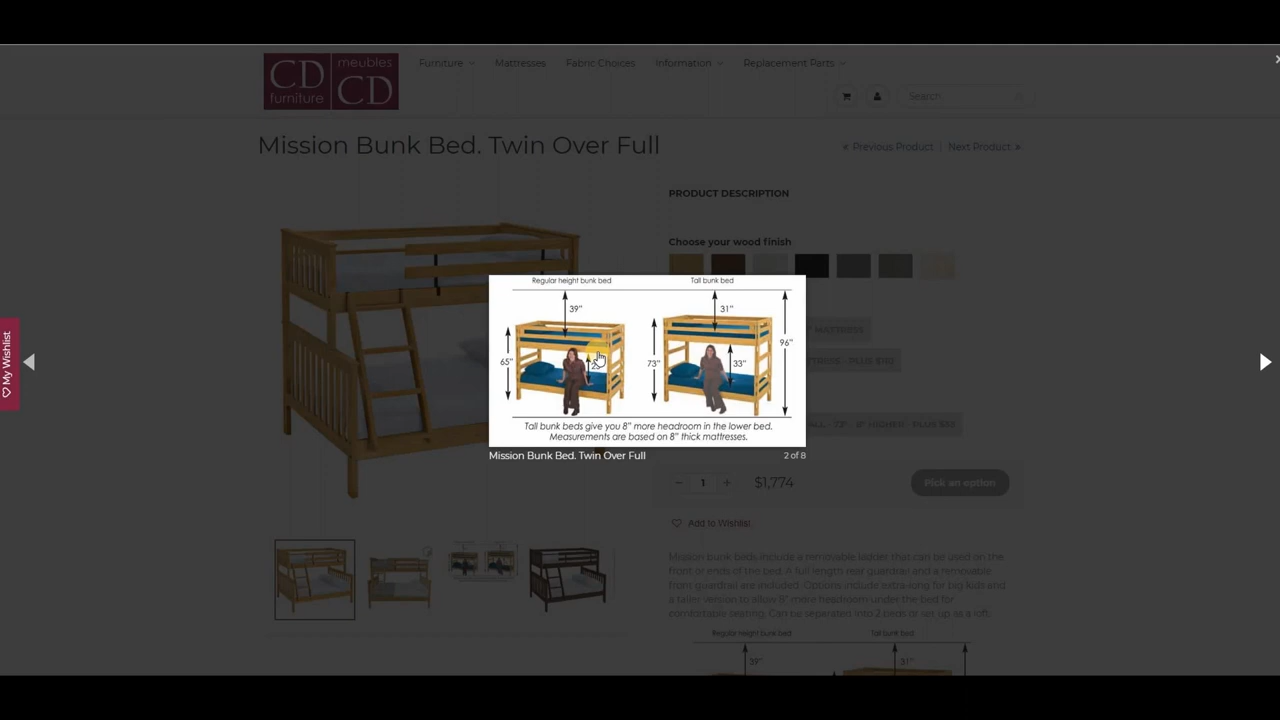 CD
furniture
meubles
CD
Furniture
Mattresses
Fabric Choices
Information
Replacement Parts
Search
Mission Bunk Bed. Twin Over Full
« Previous Product | Next Product »
PRODUCT DESCRIPTION
Choose your wood finish
MATTRESS
- PLUS $150
My Wishlist
Regular height bunk bed
Tall bunk bed
39"
31"
65"
73"
33"
96"
Tall bunk beds give you 8" more headroom in the lower bed.
Measurements are based on 8" thick mattresses.
Mission Bunk Bed. Twin Over Full
2 of 8
- 1 +
$1,774
Pick an option
Add to Wishlist
Mission bunk beds include a removable ladder that can be used on the
front or ends of the bed. A full length rear guardrail and a removable
front guardrail are included. Options include extra-long for big kids and
a taller version to allow 8" more headroom under the bed for
comfortable seating. Can be separated into 2 beds or set up as a loft.
Regular height bunk bed
Tall bunk bed
39"
31"